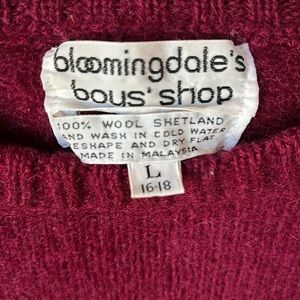 bloomingdale's
boys' shop
100% WOOL SHETLAND
AND WASH IN COLD WATER
RESHAPE AND DRY FLAT
MADE IN MALAYSIA
L
16-18